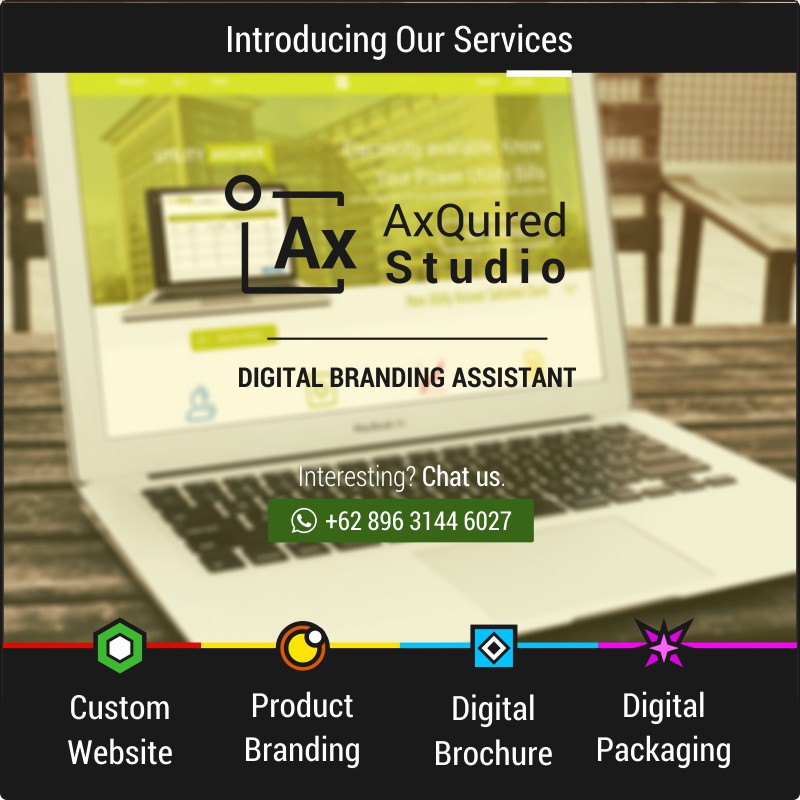 Introducing Our Services
Ax
AxQuired
Studio
DIGITAL BRANDING ASSISTANT
Interesting? Chat us.
+62 896 3144 6027
Custom
Website
Product
Branding
Digital
Brochure
Digital
Packaging